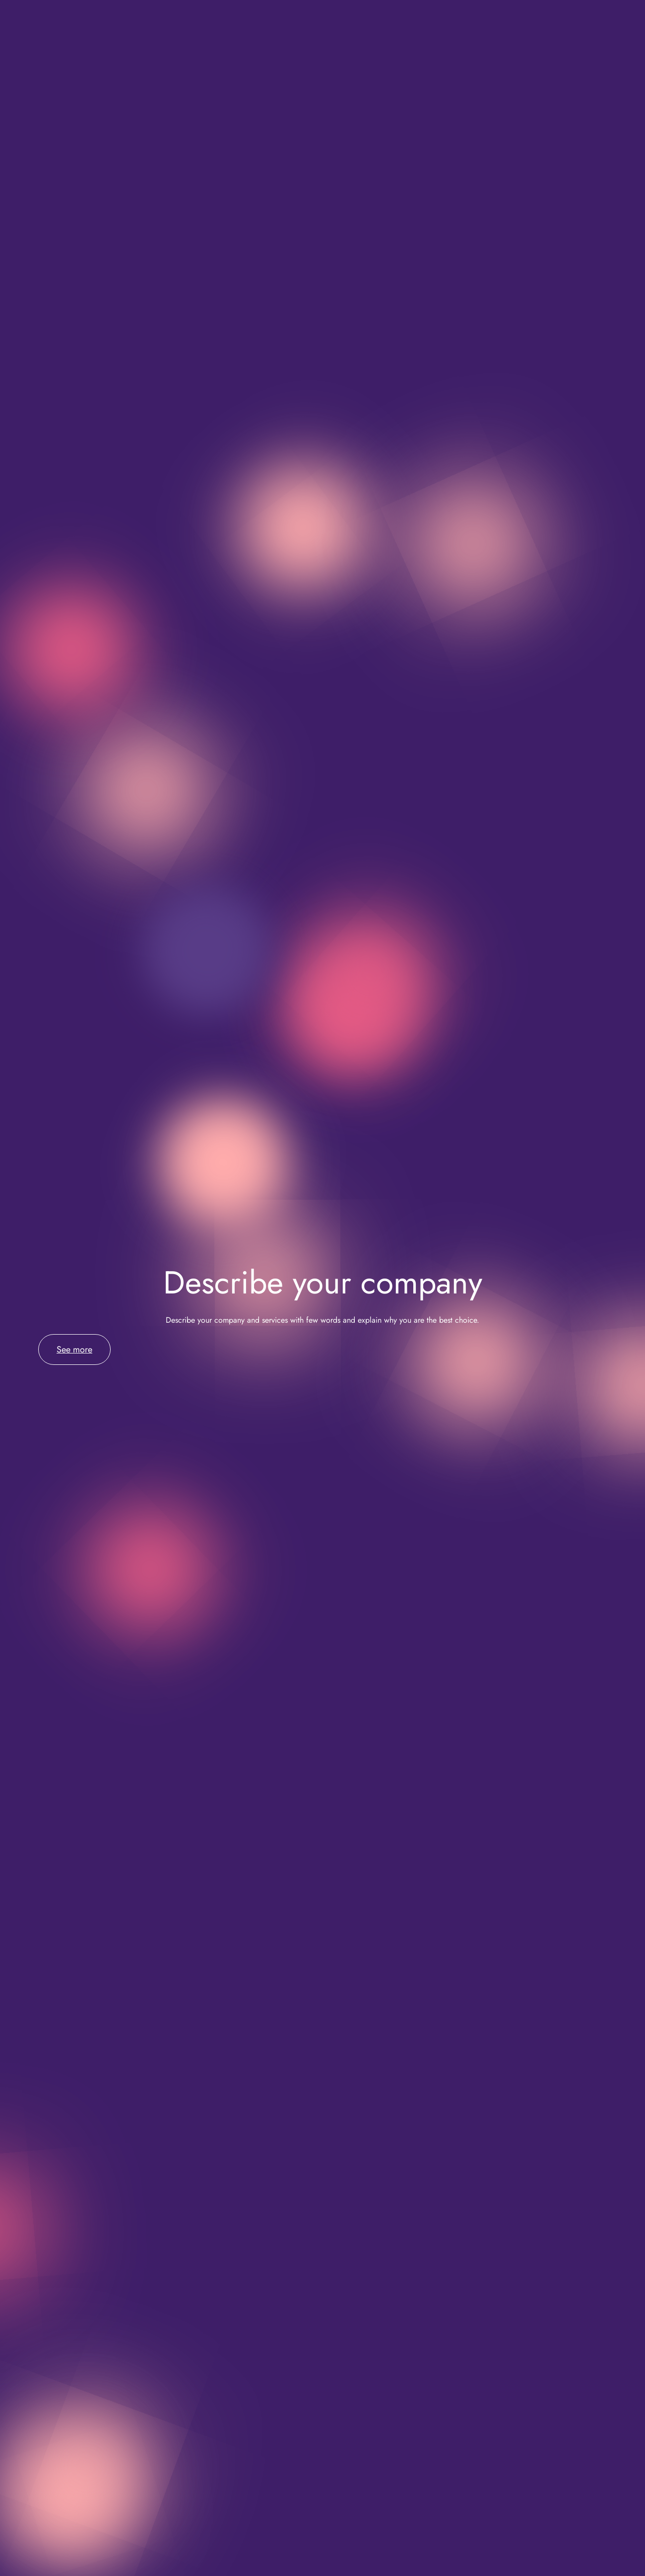 Describe your company
Describe your company and services with few words and explain why you are the best choice.
See more